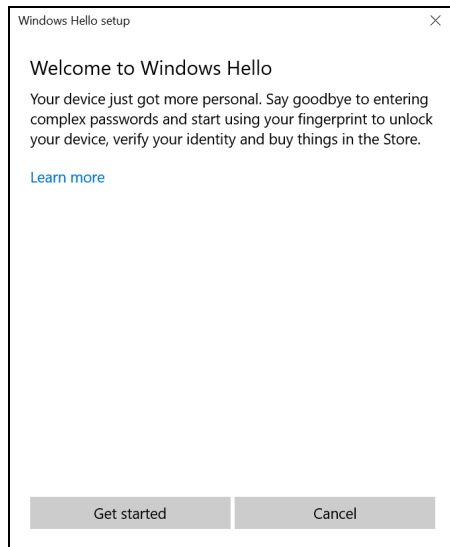 Windows Hello setup
Welcome to Windows Hello
Your device just got more personal. Say goodbye to entering
complex passwords and start using your fingerprint to unlock
your device, verify your identity and buy things in the Store.
Learn more
Get started
Cancel